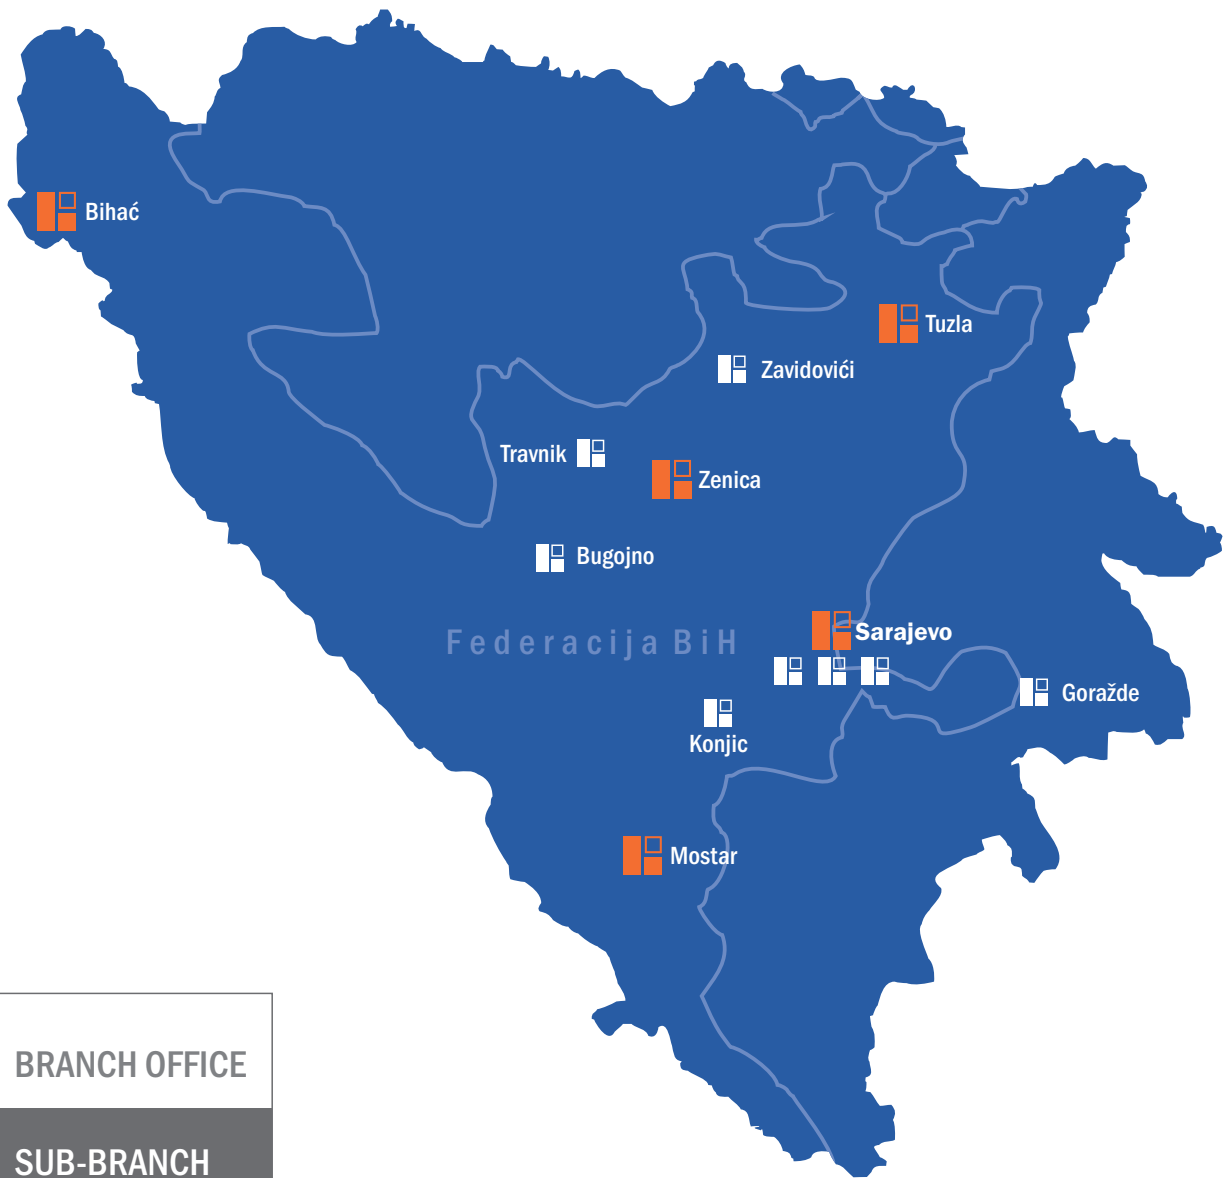 Bihać
Tuzla
Zavidovići
Travnik
Zenica
Bugojno
Federacija BiH
Sarajevo
Goražde
Konjic
Mostar
BRANCH OFFICE
SUB-BRANCH